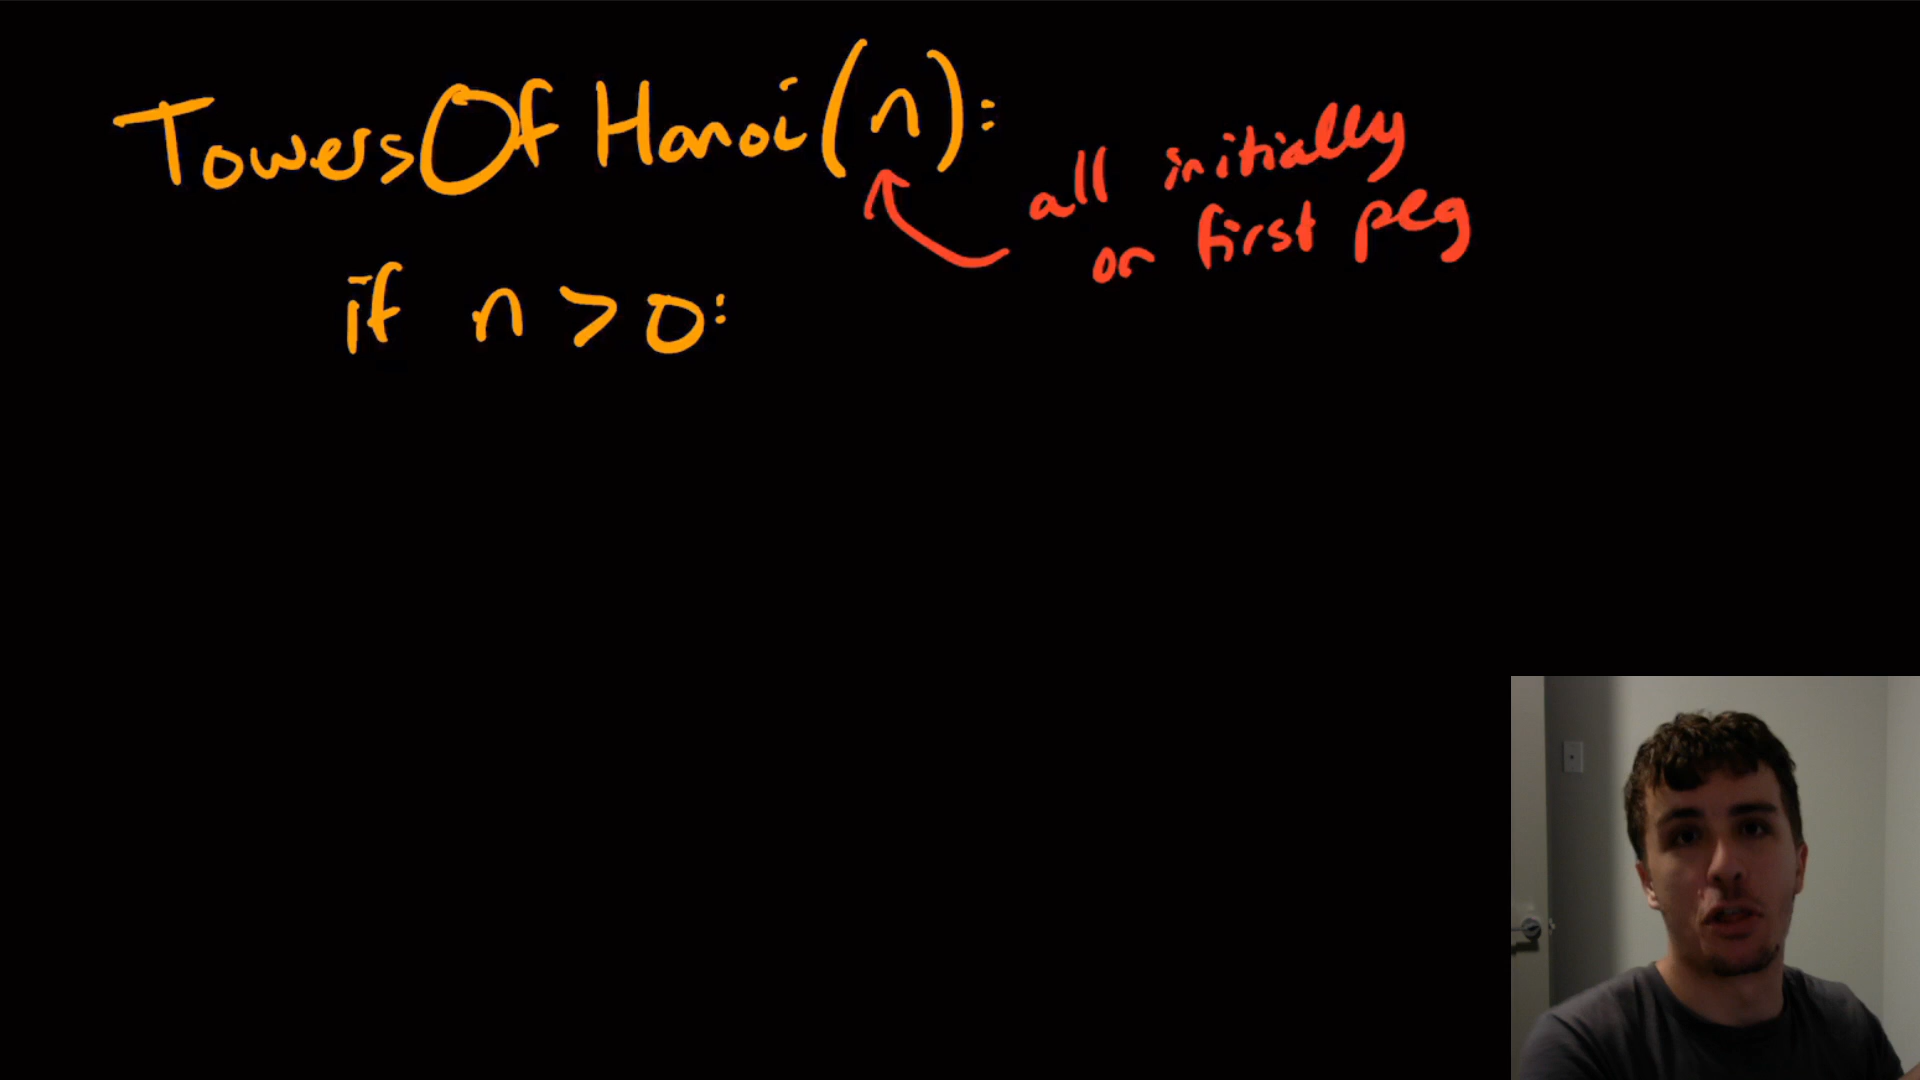 TowersOfHanoi(n):
all initially
on first peg
if n > 0: